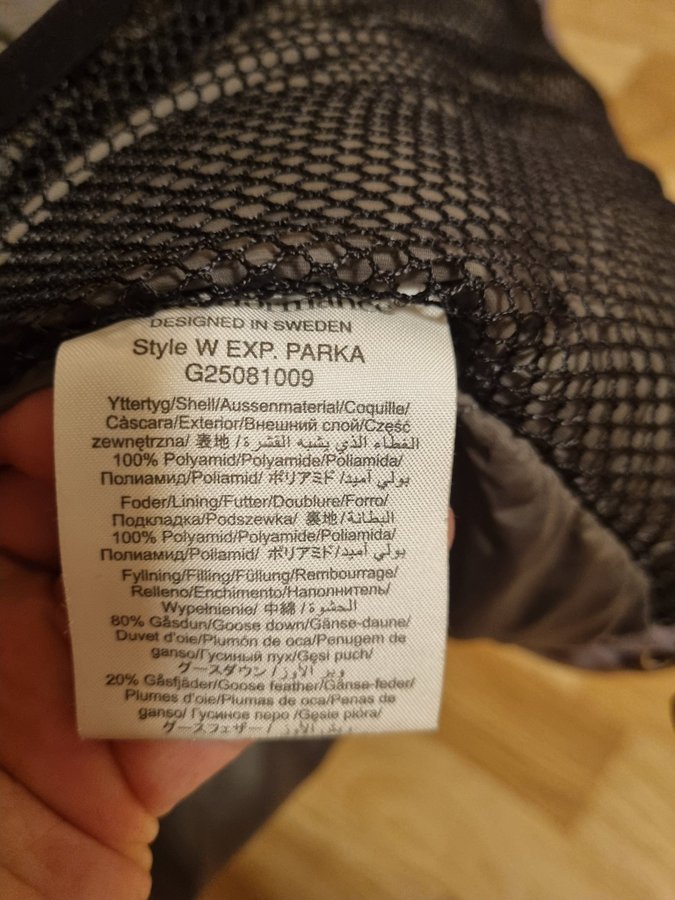 DESIGNED IN SWEDEN
Style W EXP. PARKA
G25081009
Yttertyg/Shell/Aussenmaterial/Coquille/
Càscara/Exterior/Внешний слой/Część
zewnętrzna/ 表地 / الغطاء الذي يشبه القشرة/
100% Polyamid/Polyamide/Poliamida/
Полиамид/Poliamid/ ポリアミド /بولي أميد/
Foder/Lining/Futter/Doublure/Forro/
Подкладка/Podszewka/ 裏地 /البطانة/
100% Polyamid/Polyamide/Poliamida/
Полиамид/Poliamid/ ポリアミド /بولي أميد/
Fyllning/Filling/Füllung/Rembourrage/
Relleno/Enchimento/Наполнитель/
Wypełnienie/ 中綿 /الحشوة/
80% Gåsdun/Goose down/Gänse-daune/
Duvet d'oie/Plumón de oca/Penugem de
ganso/Гусиный пух/Gęsi puch/
グースダウン /وبر الأوز/
20% Gåsfjäder/Goose feather/Gänse-feder/
Plumes d'oie/Plumas de oca/Penas de
ganso/ Гусиное перо /Gęsie pióra/
グースフェザー /